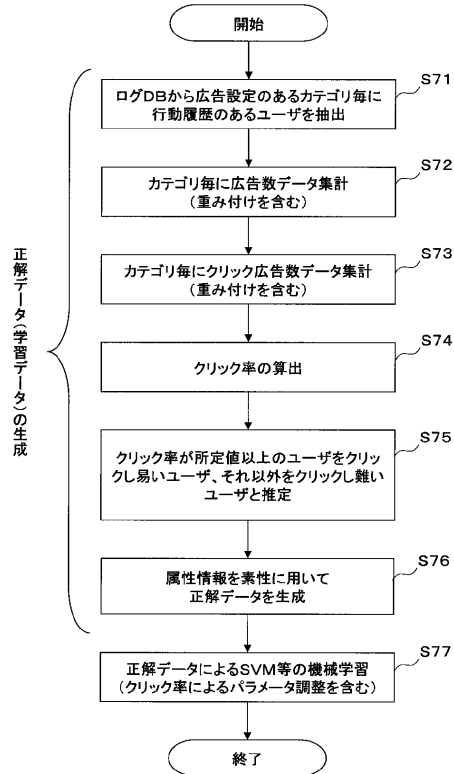 開始
S71
ログDBから広告設定のあるカテゴリ毎に
行動履歴のあるユーザを抽出
S72
カテゴリ毎に広告数データ集計
(重み付けを含む)
S73
カテゴリ毎にクリック広告数データ集計
(重み付けを含む)
S74
クリック率の算出
S75
クリック率が所定値以上のユーザをクリッ
クし易いユーザ、それ以外をクリックし難い
ユーザと推定
S76
属性情報を素性に用いて
正解データを生成
正解データ(学習データ)の生成
S77
正解データによるSVM等の機械学習
(クリック率によるパラメータ調整を含む)
終了